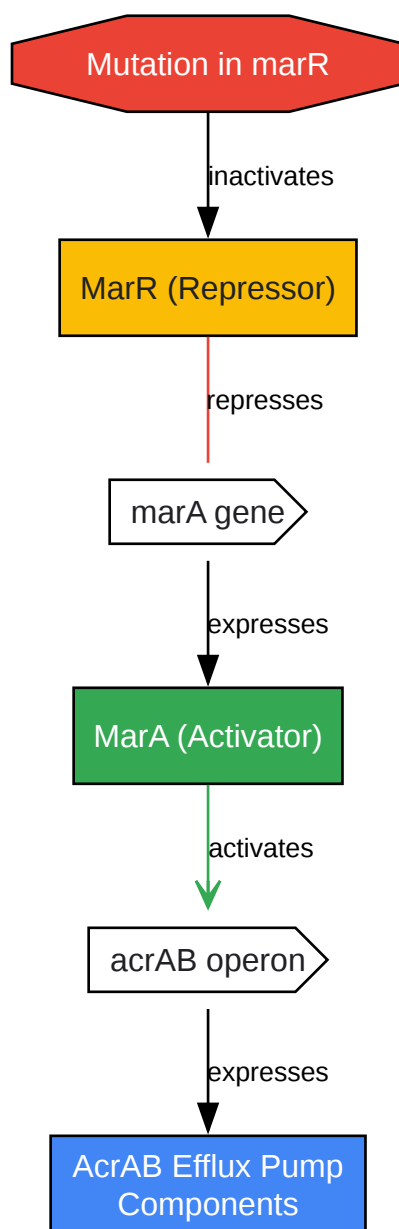 Mutation in marR
inactivates
MarR (Repressor)
represses
marA gene
expresses
MarA (Activator)
activates
acrAB operon
expresses
AcrAB Efflux Pump
Components